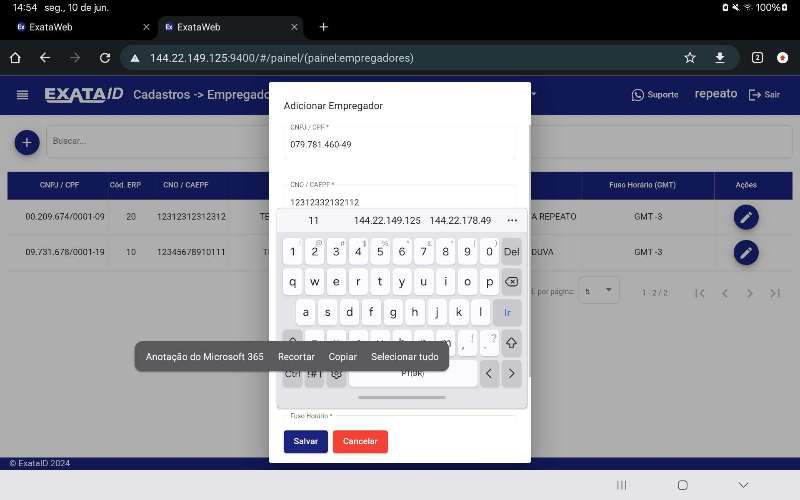 14:54 seg., 10 de jun.
100%
ExataWeb
ExataWeb
144.22.149.125:9400/#/painel/(painel:empregadores)
2
EXATAID Cadastros -> Empregado
Suporte
repeato
Sair
Adicionar Empregador
CNPJ / CPF *
079.781.460-49
CNO / CAEPF *
12312332132112
Buscar...
CNPJ / CPF Cód. ERP CNO / CAEPF Fuso Horário (GMT) Ações
00.209.674/0001-09 20 12312312312312 TE A REPEATO GMT -3
09.731.678/0001-19 10 12345678910111 DUVA GMT -3
por página: 5 1 - 2 / 2
11 144.22.149.125 144.22.178.49 ...
1 2 3 4 5 6 7 8 9 0 Del
q w e r t y u i o p
a s d f g h j k l Ir
Anotação do Microsoft 365 Recortar Copiar Selecionar tudo
Ctrl !#1 PT(BR)
Fuso Horário *
Salvar Cancelar
© ExataID 2024